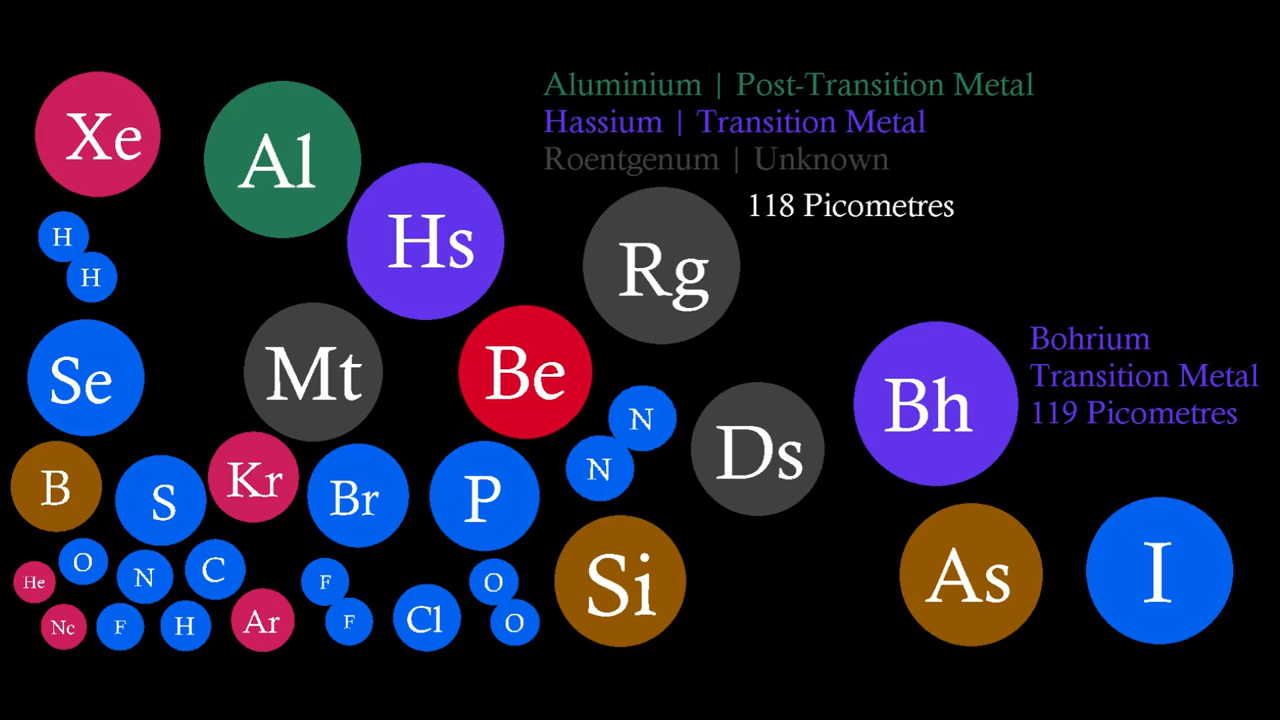 Xe
Al
Aluminium | Post-Transition Metal
Hassium | Transition Metal
Roentgenum | Unknown
118 Picometres
H
H
Hs
Rg
Se
Mt
Be
Bh
Bohrium
Transition Metal
119 Picometres
N
N
Ds
B
S
Kr
Br
P
Si
As
I
He
O
N
C
F
F
O
O
Nc
F
H
Ar
Cl